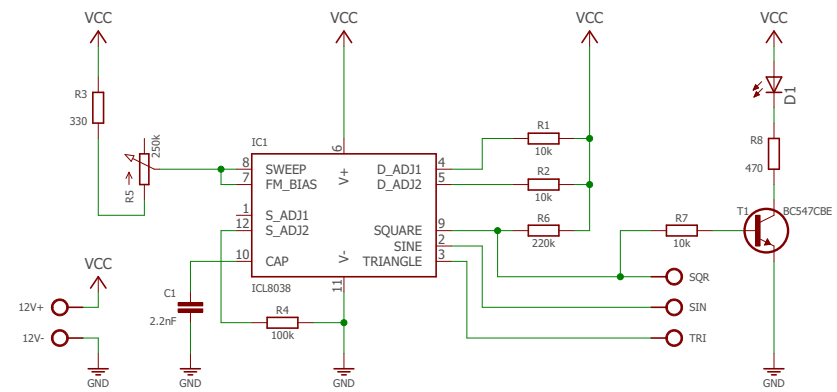 VCC
VCC
VCC
VCC
R3
330
250k
R5
IC1
8 SWEEP
7 FM_BIAS
1 S_ADJ1
12 S_ADJ2
10 CAP
6
V+
V-
11
D_ADJ1 4
D_ADJ2 5
SQUARE 9
SINE 2
TRIANGLE 3
ICL8038
R1
10k
R2
10k
R6
220k
D1
R8
470
T1
BC547CBE
R7
10k
VCC
12V+
12V-
C1
2.2nF
R4
100k
SQR
SIN
TRI
GND
GND
GND
GND